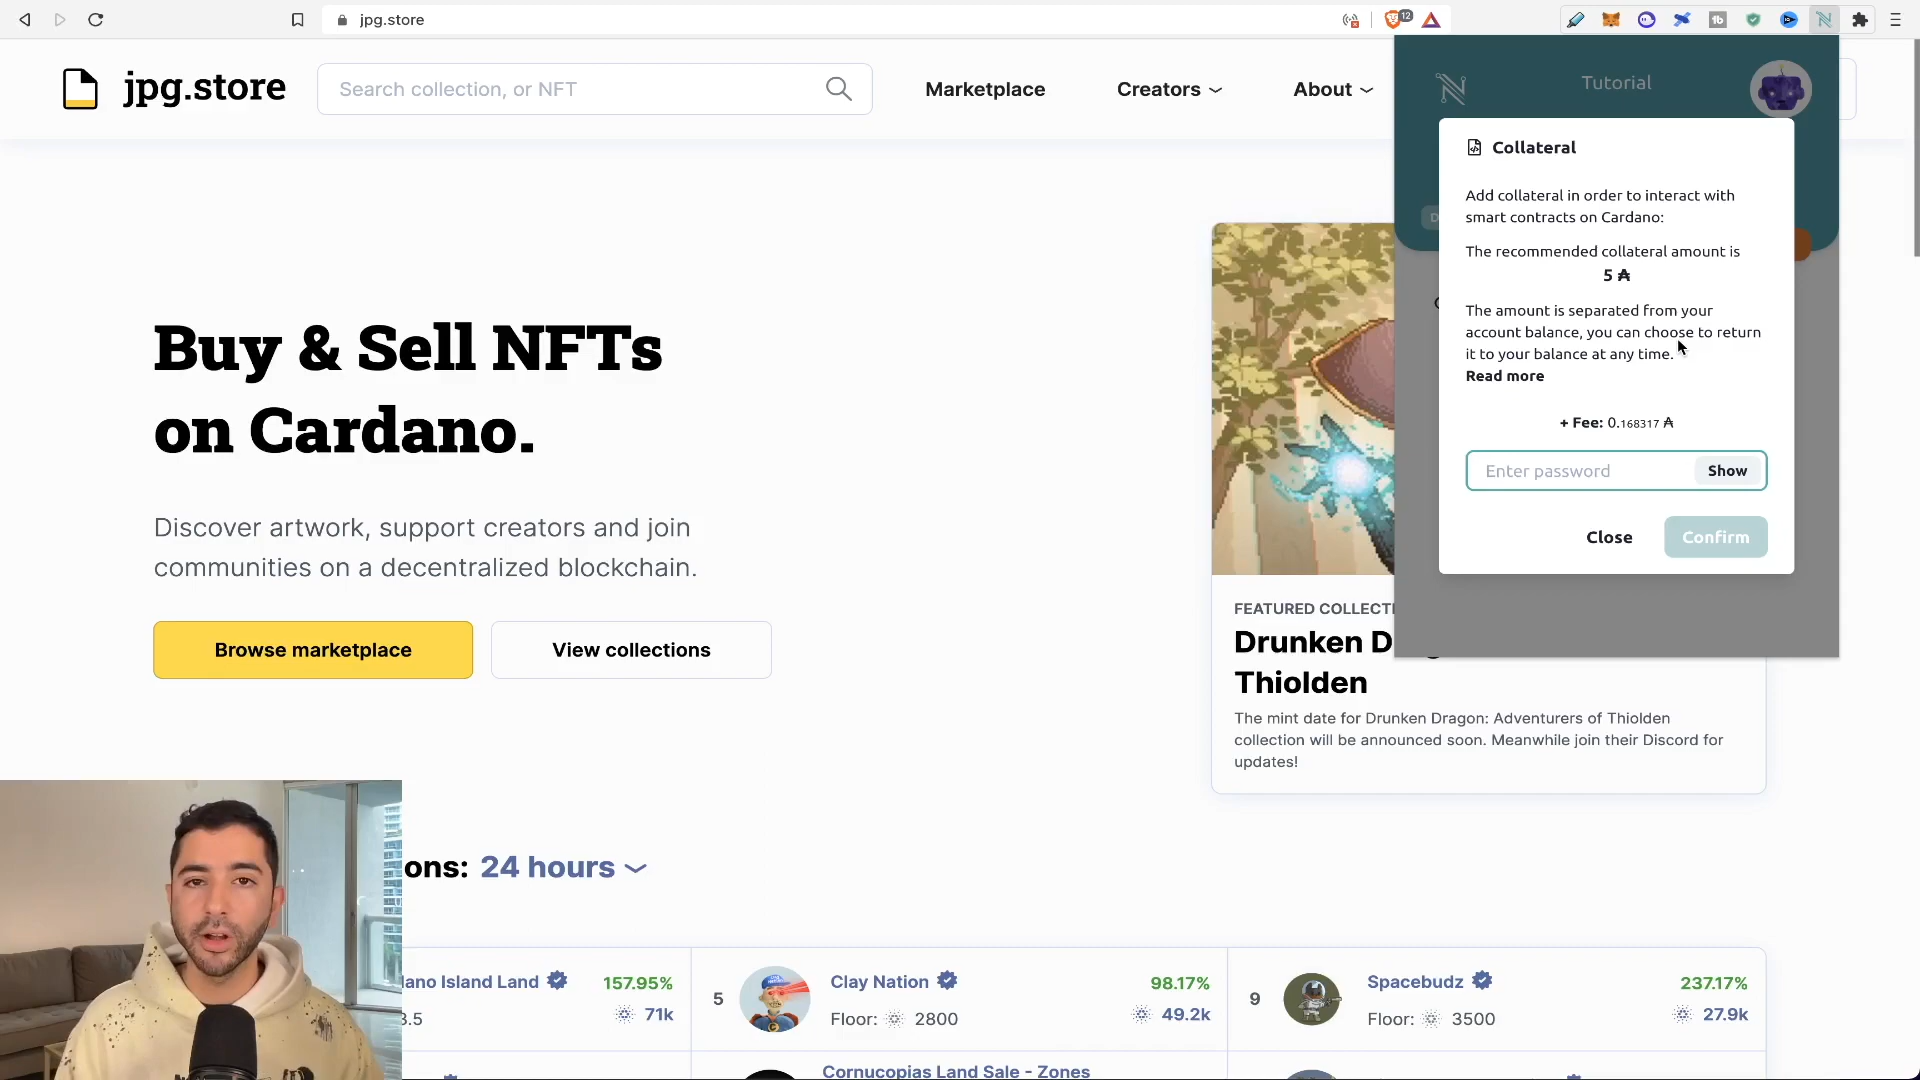 jpg.store
12
jpg.store
Search collection, or NFT
Marketplace
Creators
About
Tutorial
Collateral
Add collateral in order to interact with
smart contracts on Cardano:
The recommended collateral amount is
5 ₳
The amount is separated from your
account balance, you can choose to return
it to your balance at any time.
Read more
+ Fee: 0.168317 ₳
Enter password
Show
Close
Confirm
Buy & Sell NFTs
on Cardano.
Discover artwork, support creators and join
communities on a decentralized blockchain.
Browse marketplace
View collections
FEATURED COLLECTI
Drunken D
Thiolden
The mint date for Drunken Dragon: Adventurers of Thiolden
collection will be announced soon. Meanwhile join their Discord for
updates!
ons: 24 hours
lano Island Land
157.95%
3.5
71k
5
Clay Nation
98.17%
Floor: 2800
49.2k
9
Spacebudz
237.17%
Floor: 3500
27.9k
Cornucopias Land Sale - Zones